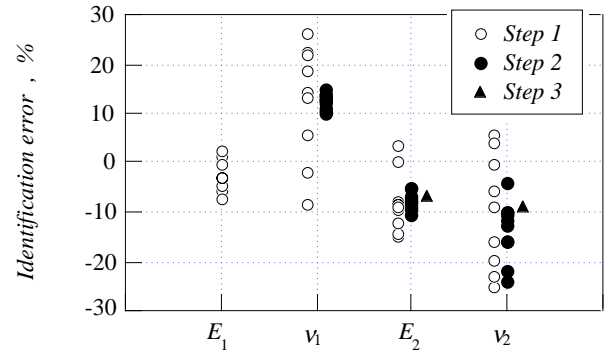 Identification error , %
30
20
10
0
-10
-20
-30
Step 1
Step 2
Step 3
E1 ν1 E2 ν2